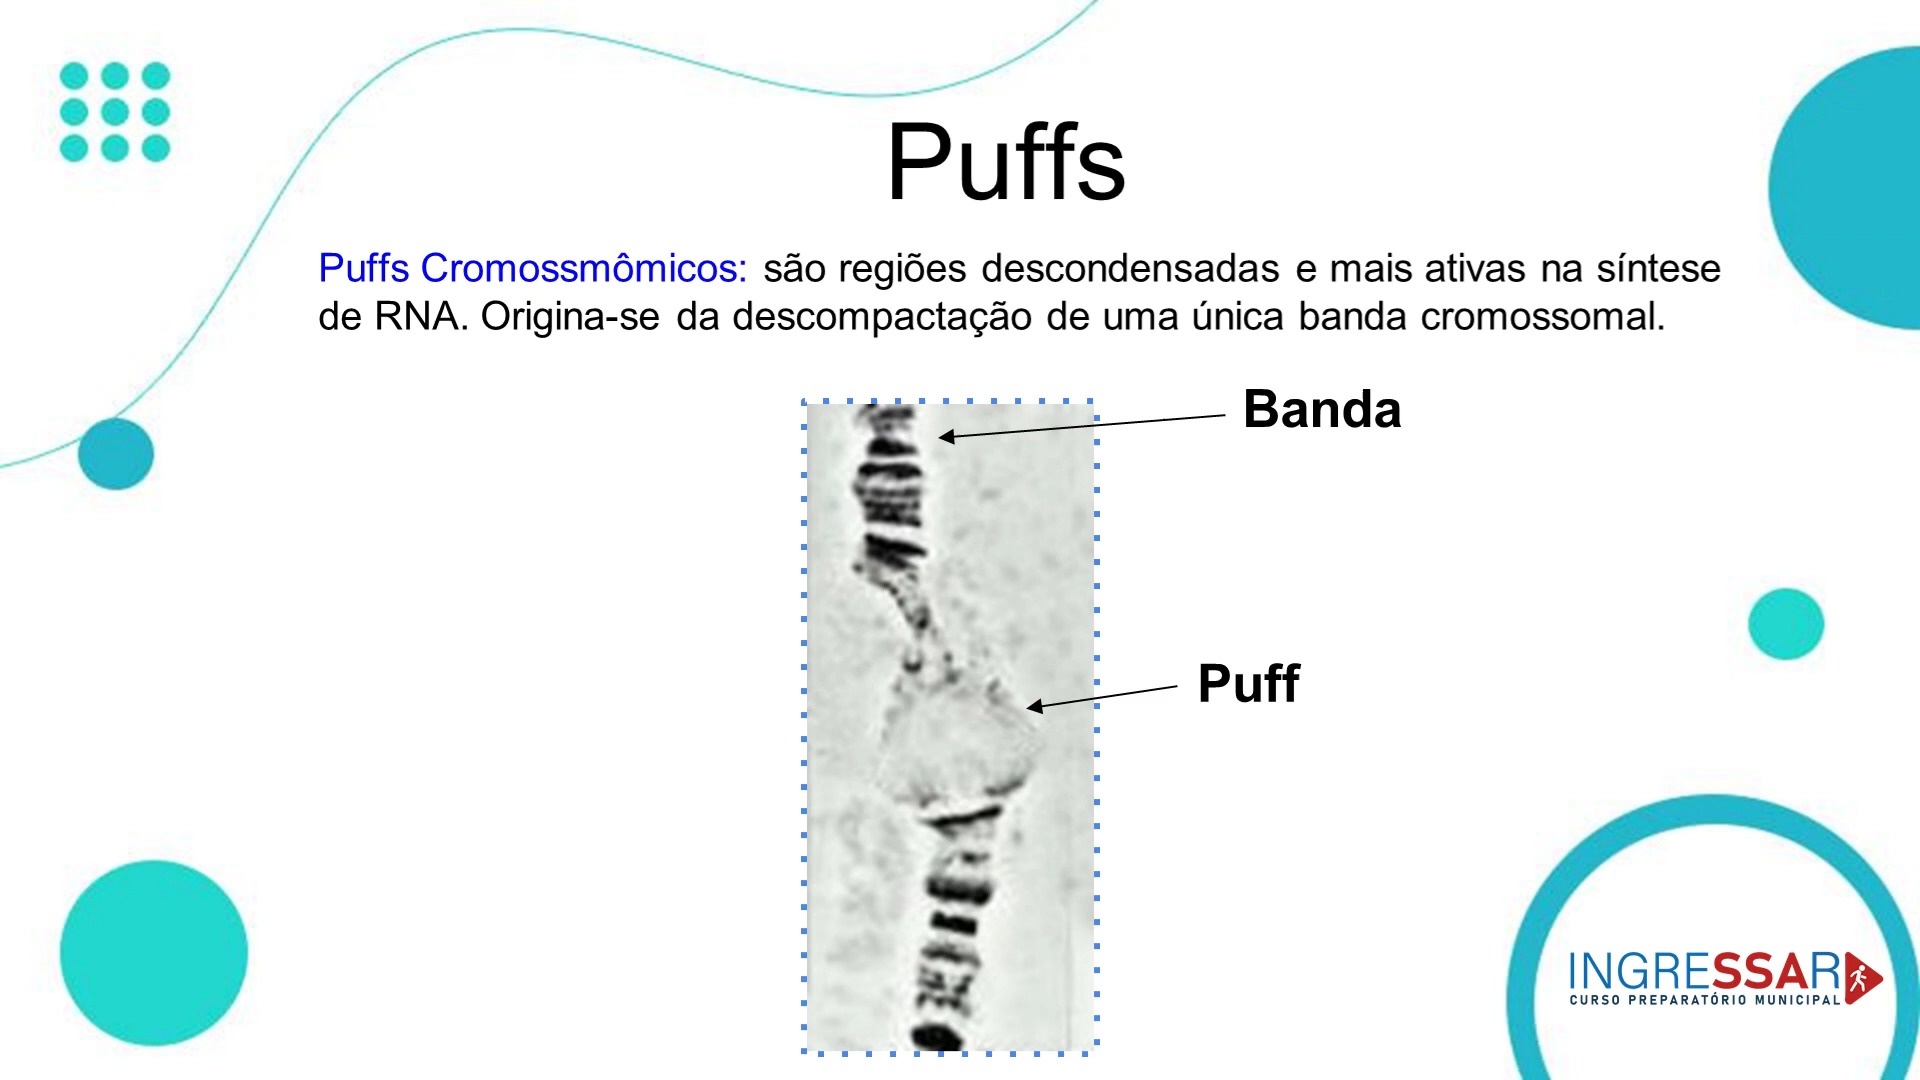 Puffs
Puffs Cromossmômicos: são regiões descondensadas e mais ativas na síntese
de RNA. Origina-se da descompactação de uma única banda cromossomal.
Banda
Puff
INGRESSAR
CURSO PREPARATÓRIO MUNICIPAL